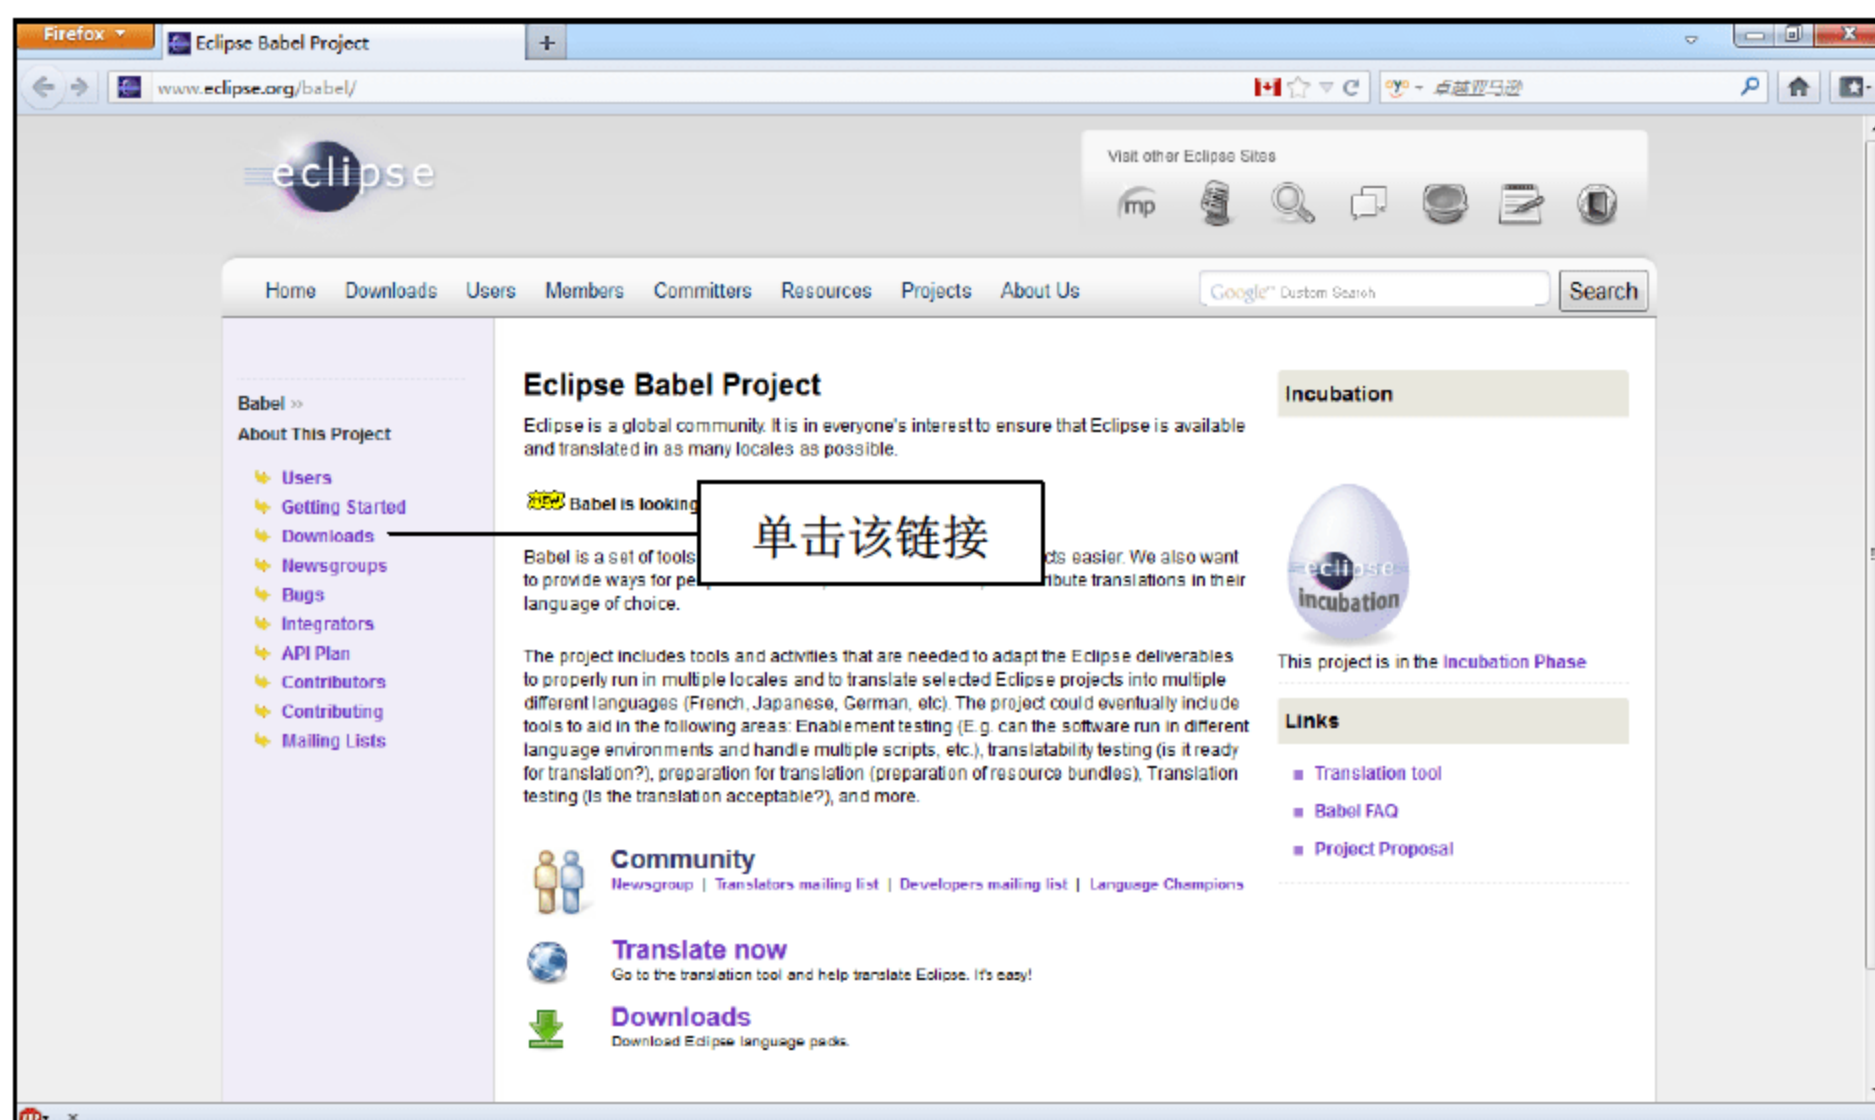 Firefox
Eclipse Babel Project
www.eclipse.org/babel/
卓越亚马逊
eclipse
Visit other Eclipse Sites
mp
Home Downloads Users Members Committers Resources Projects About Us
Google™ Custom Search
Search
Babel »
About This Project
Users
Getting Started
Downloads
Newsgroups
Bugs
Integrators
API Plan
Contributors
Contributing
Mailing Lists
Eclipse Babel Project
Eclipse is a global community. It is in everyone's interest to ensure that Eclipse is available
and translated in as many locales as possible.
NEW Babel is looking
单击该链接
Babel is a set of tools cts easier. We also want
to provide ways for pe ribute translations in their
language of choice.
The project includes tools and activities that are needed to adapt the Eclipse deliverables
to properly run in multiple locales and to translate selected Eclipse projects into multiple
different languages (French, Japanese, German, etc). The project could eventually include
tools to aid in the following areas: Enablement testing (E.g. can the software run in different
language environments and handle multiple scripts, etc.), translatability testing (is it ready
for translation?), preparation for translation (preparation of resource bundles), Translation
testing (Is the translation acceptable?), and more.
Community
Newsgroup | Translators mailing list | Developers mailing list | Language Champions
Translate now
Go to the translation tool and help translate Eclipse. It's easy!
Downloads
Download Eclipse language packs.
Incubation
eclipse
incubation
This project is in the Incubation Phase
Links
Translation tool
Babel FAQ
Project Proposal